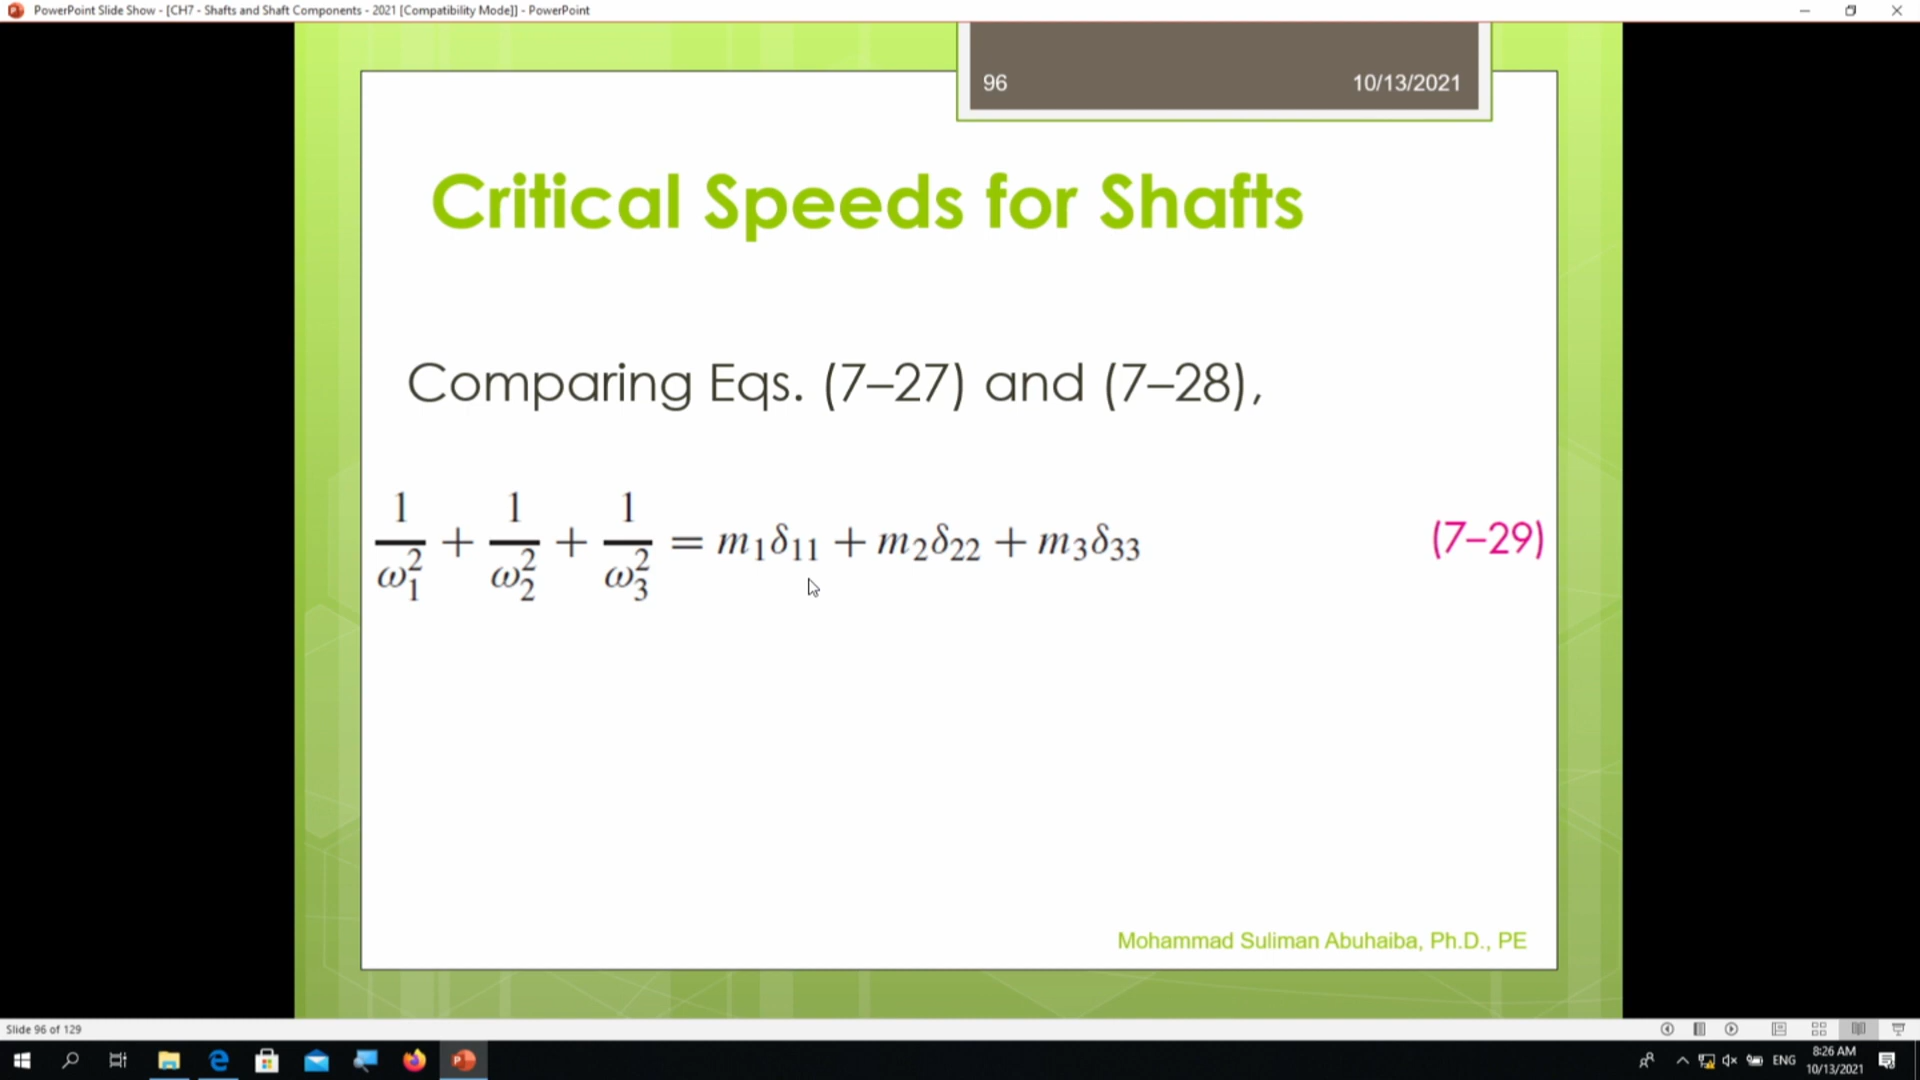 PowerPoint Slide Show - [CH7 - Shafts and Shaft Components - 2021 [Compatibility Mode]] - PowerPoint
96 10/13/2021
Critical Speeds for Shafts
Comparing Eqs. (7–27) and (7–28),
1/ω₁² + 1/ω₂² + 1/ω₃² = m₁δ₁₁ + m₂δ₂₂ + m₃δ₃₃ (7–29)
Mohammad Suliman Abuhaiba, Ph.D., PE
Slide 96 of 129
ENG
8:26 AM
10/13/2021